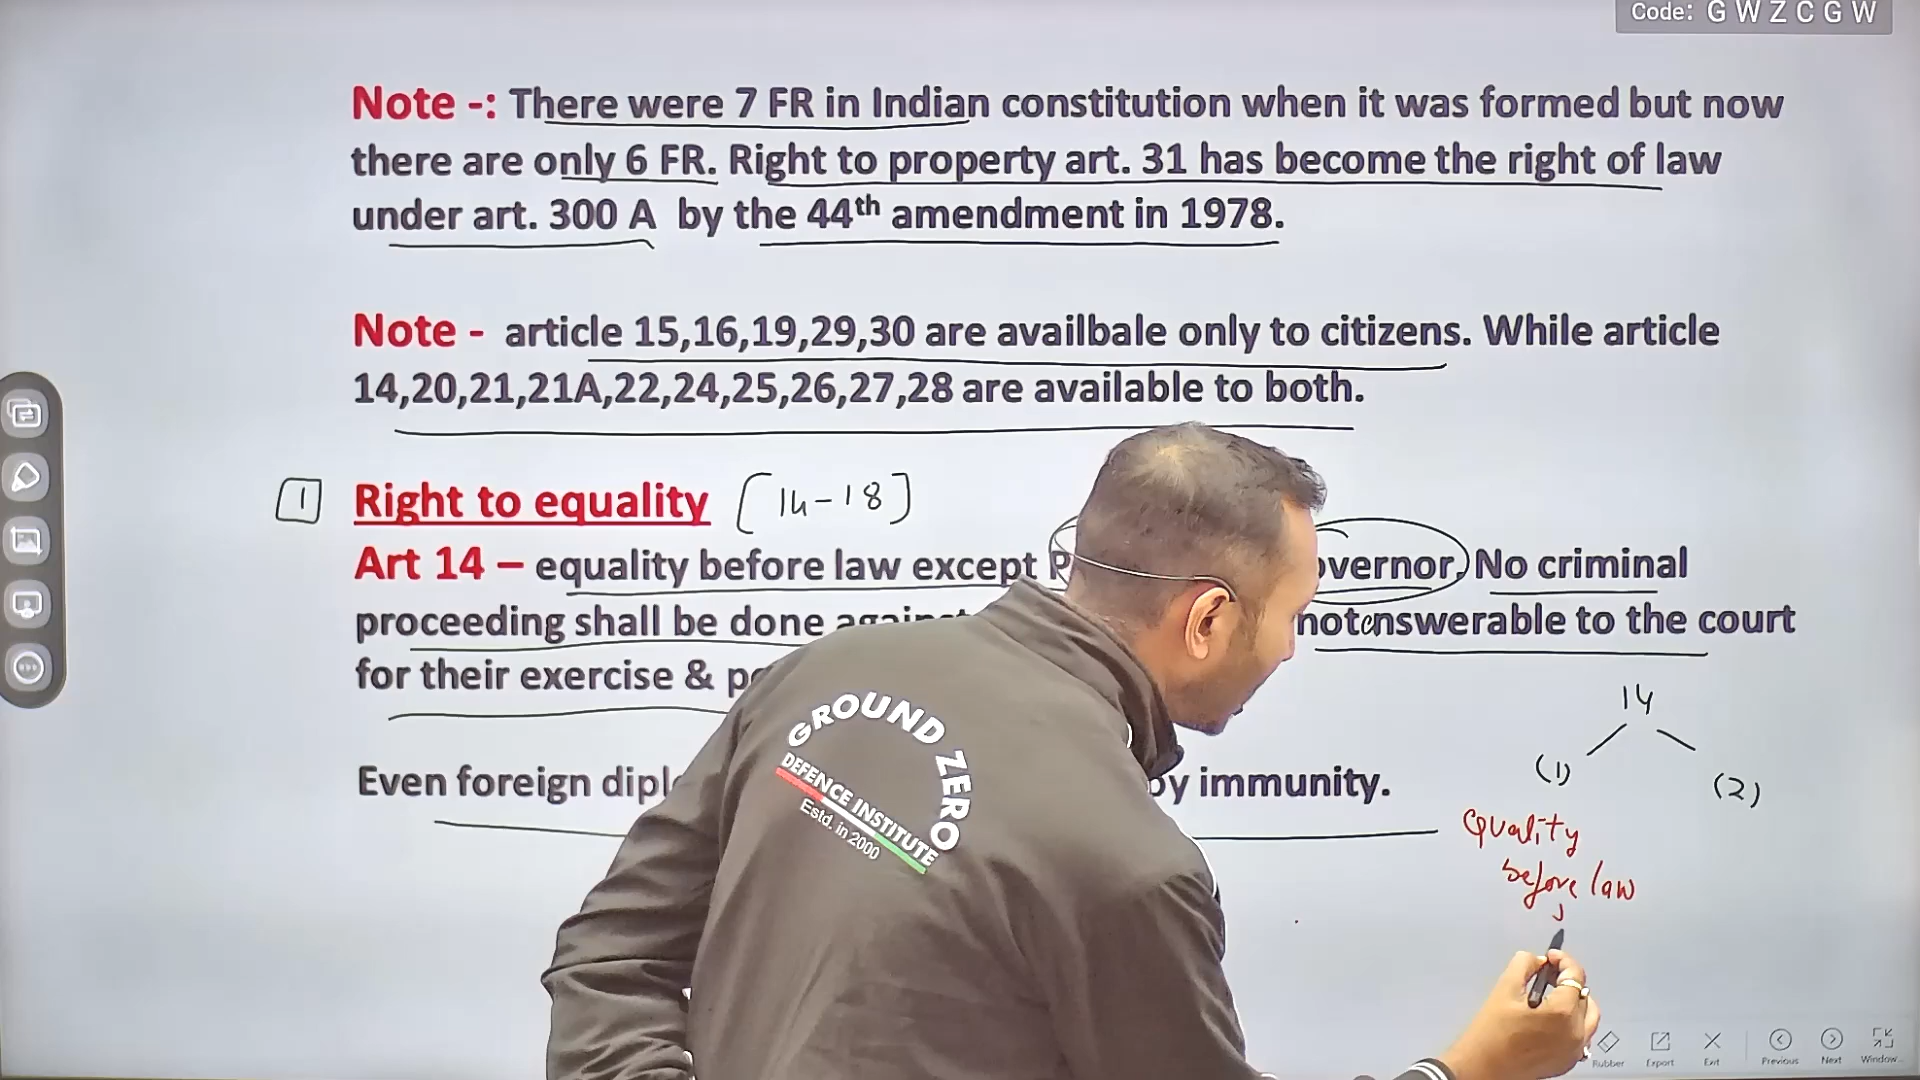 Code: G W Z C G W
Note -: There were 7 FR in Indian constitution when it was formed but now
there are only 6 FR. Right to property art. 31 has become the right of law
under art. 300 A by the 44th amendment in 1978.
Note - article 15,16,19,29,30 are availbale only to citizens. While article
14,20,21,21A,22,24,25,26,27,28 are available to both.
1 Right to equality [14-18]
Art 14 – equality before law except No criminal
proceeding shall be done not answerable to the court
for their exercise &
14
(1) (2)
Even foreign immunity.
equality
before law
GROUND ZERO
DEFENCE INSTITUTE
Estd. in 2000
Rubber Export Exit Previous Next Window...